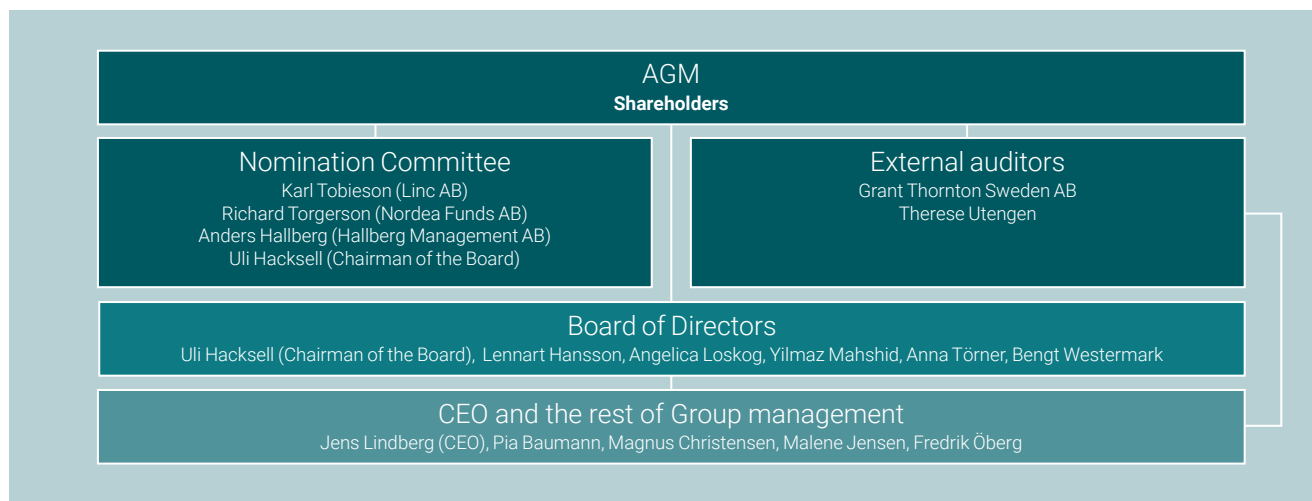 AGM
Shareholders
Nomination Committee
Karl Tobieson (Linc AB)
Richard Torgerson (Nordea Funds AB)
Anders Hallberg (Hallberg Management AB)
Uli Hacksell (Chairman of the Board)
External auditors
Grant Thornton Sweden AB
Therese Utengen
Board of Directors
Uli Hacksell (Chairman of the Board), Lennart Hansson, Angelica Loskog, Yilmaz Mahshid, Anna Törner, Bengt Westermark
CEO and the rest of Group management
Jens Lindberg (CEO), Pia Baumann, Magnus Christensen, Malene Jensen, Fredrik Öberg